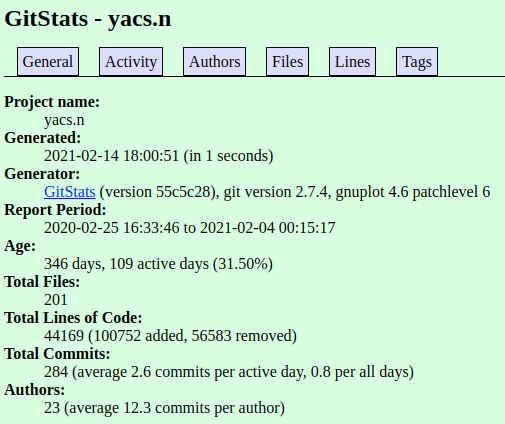 GitStats - yacs.n
General Activity Authors Files Lines Tags
Project name:
yacs.n
Generated:
2021-02-14 18:00:51 (in 1 seconds)
Generator:
GitStats (version 55c5c28), git version 2.7.4, gnuplot 4.6 patchlevel 6
Report Period:
2020-02-25 16:33:46 to 2021-02-04 00:15:17
Age:
346 days, 109 active days (31.50%)
Total Files:
201
Total Lines of Code:
44169 (100752 added, 56583 removed)
Total Commits:
284 (average 2.6 commits per active day, 0.8 per all days)
Authors:
23 (average 12.3 commits per author)